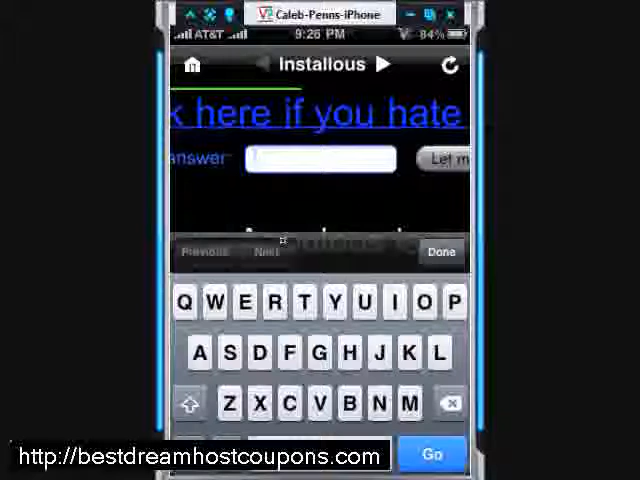 Caleb-Penns-iPhone
AT&T 9:26 PM 84%
Installous
k here if you hate
answer: Let m
Previous Next Done
Q W E R T Y U I O P
A S D F G H J K L
Z X C V B N M
Go
http://bestdreamhostcoupons.com